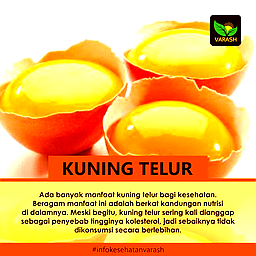 VARASH
KUNING TELUR
Ada banyak manfaat kuning telur bagi kesehatan.
Beragam manfaat ini adalah berkat kandungan nutrisi
di dalamnya. Meski begitu, kuning telur sering kali dianggap
sebagai penyebab tingginya kolesterol, jadi sebaiknya tidak
dikonsumsi secara berlebihan.
#infokesehatanvarash